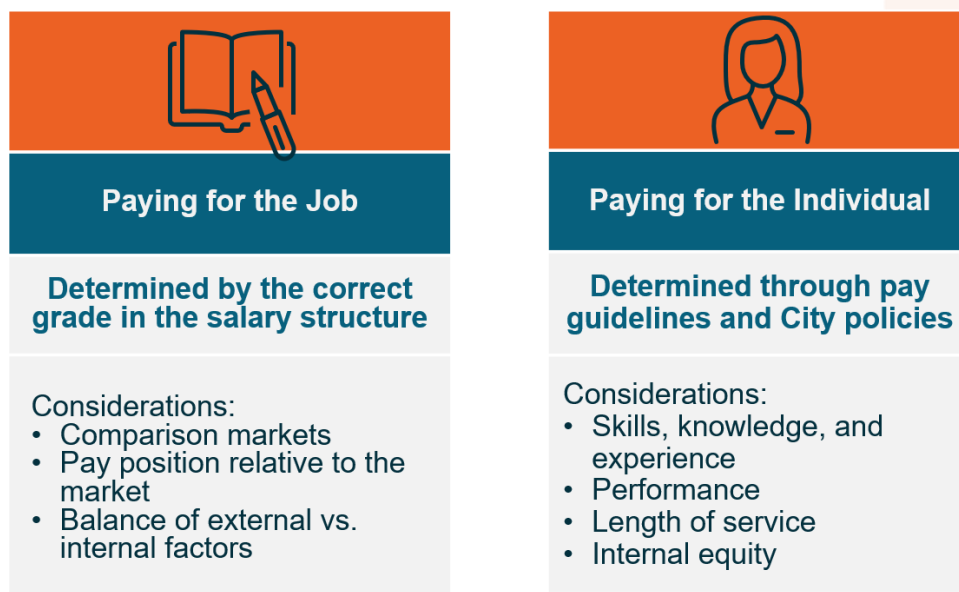 Paying for the Job
Determined by the correct
grade in the salary structure
Considerations:
• Comparison markets
• Pay position relative to the
market
• Balance of external vs.
internal factors
Paying for the Individual
Determined through pay
guidelines and City policies
Considerations:
• Skills, knowledge, and
experience
• Performance
• Length of service
• Internal equity